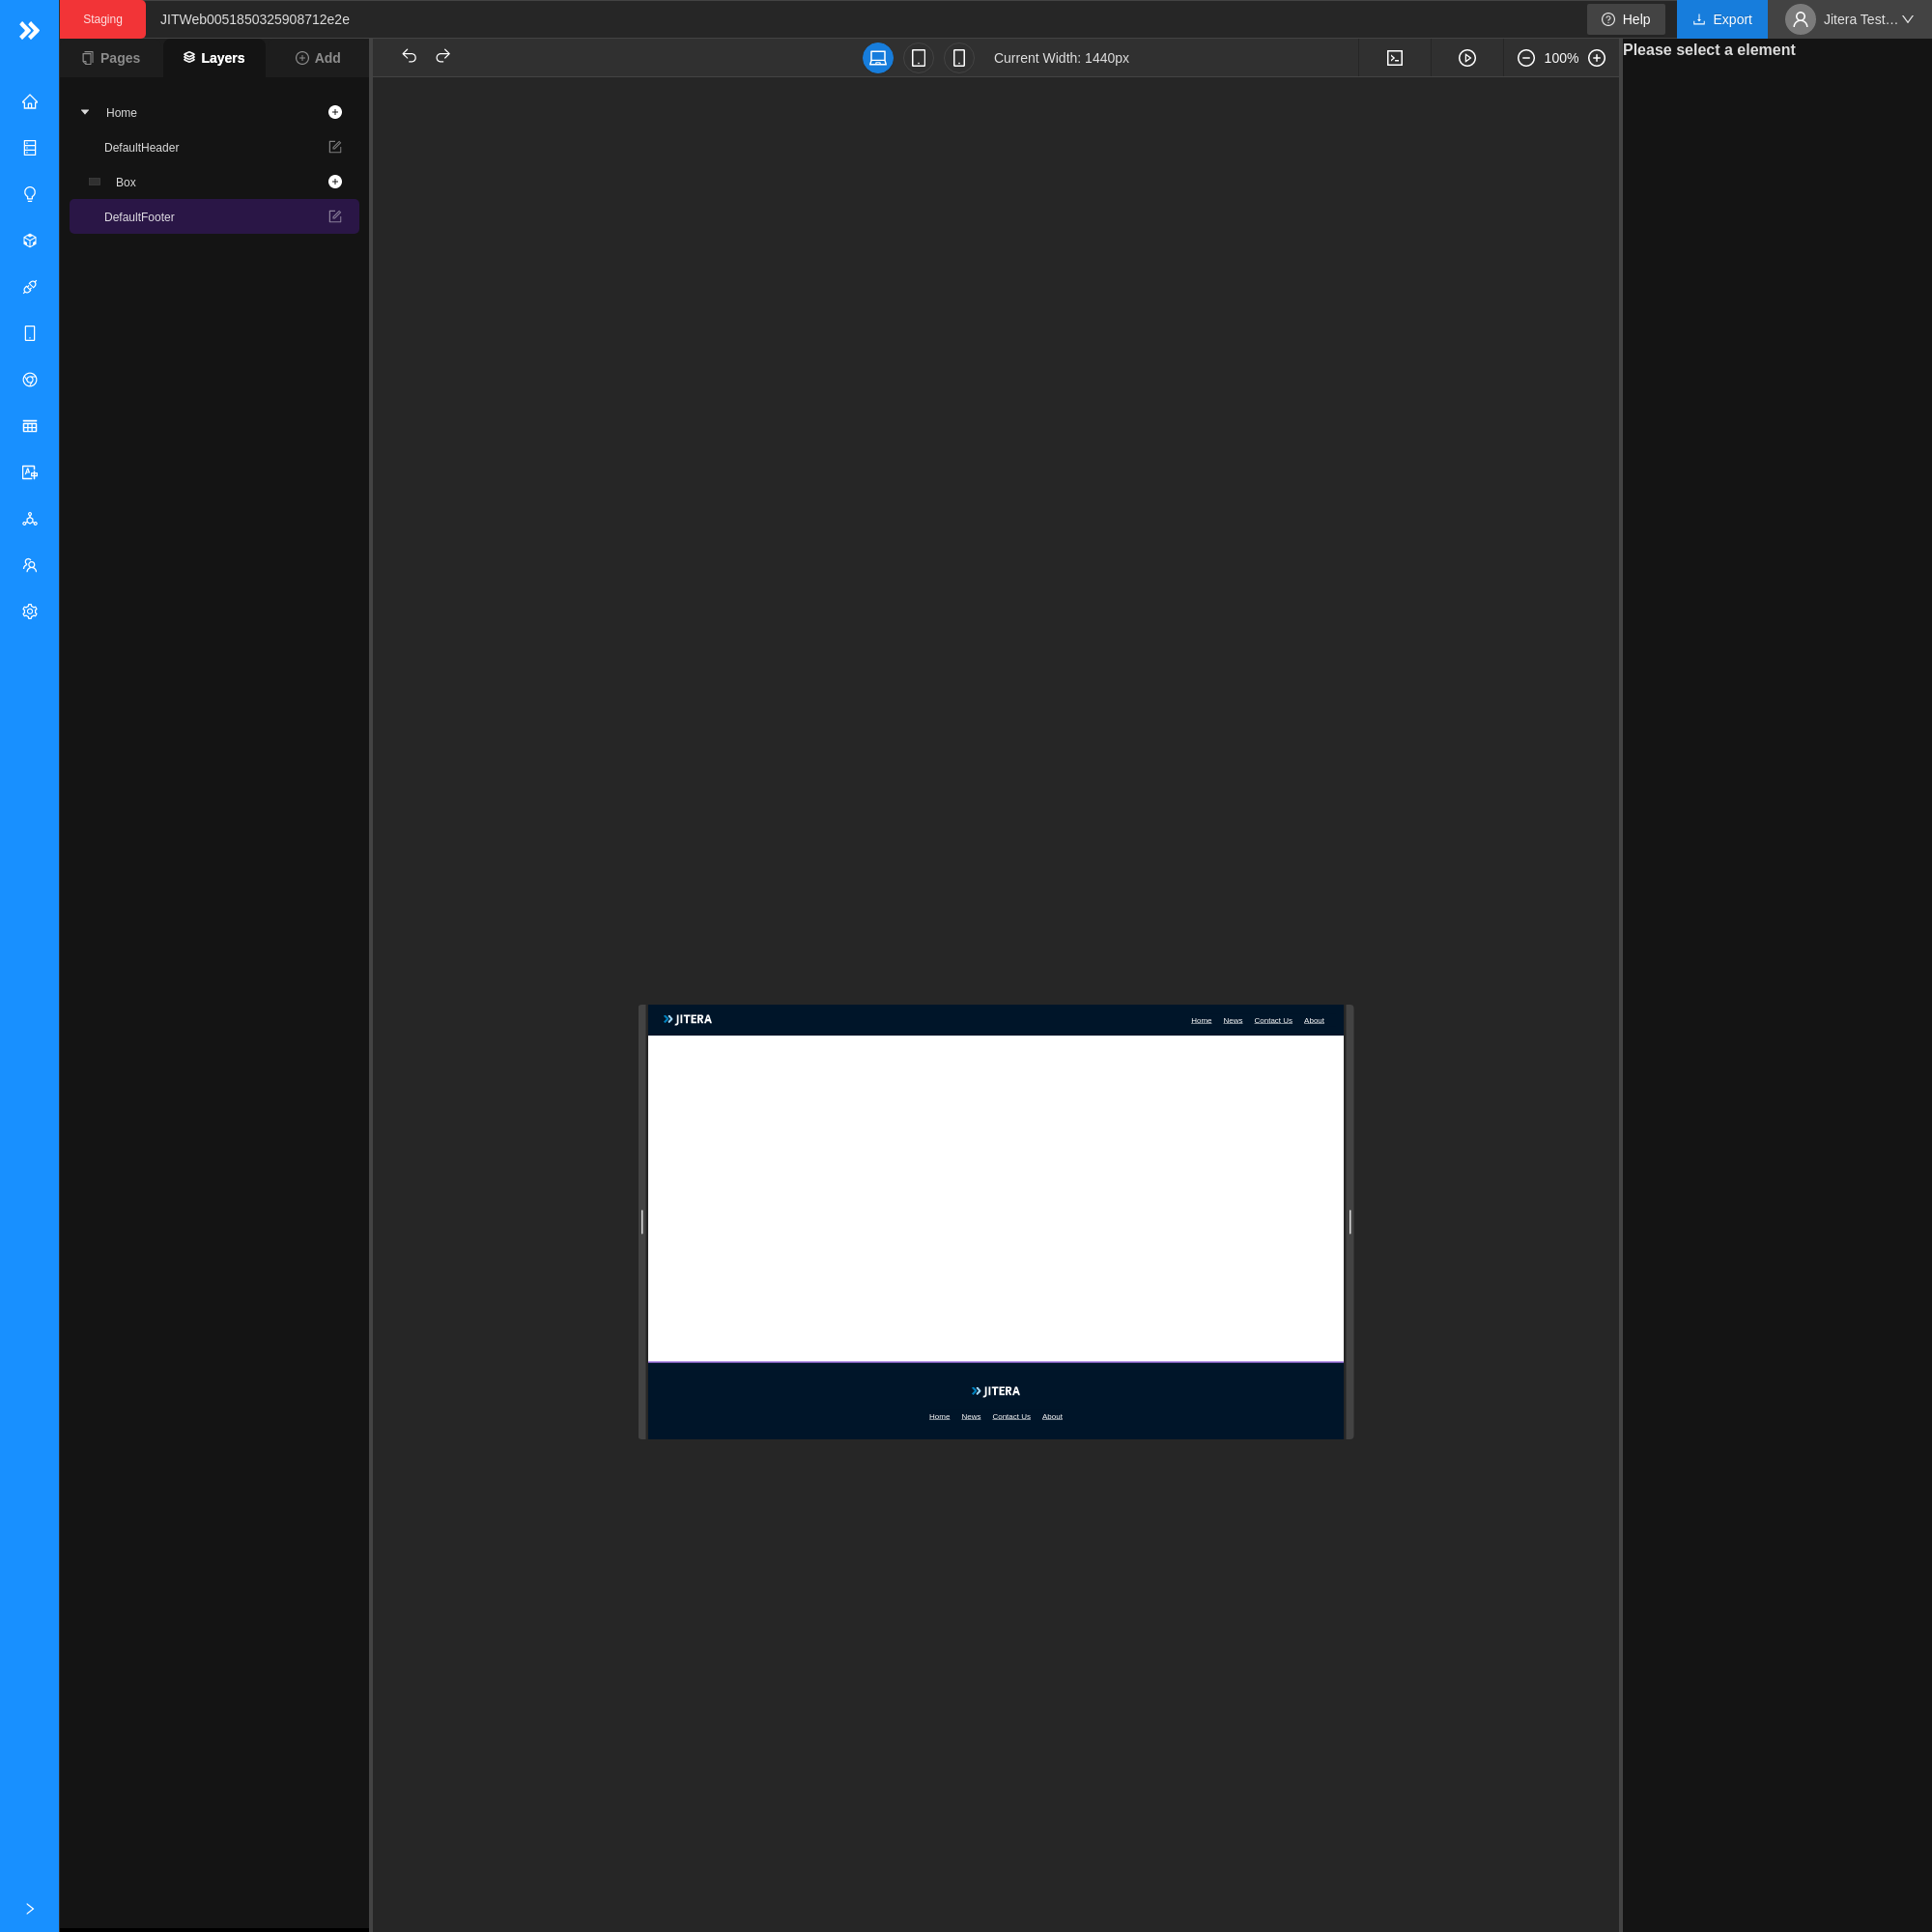 Staging
JITWeb0051850325908712e2e
Help
Export
Jitera Test...
Pages
Layers
Add
Current Width: 1440px
100%
Please select a element
Home
DefaultHeader
Box
DefaultFooter
JITERA
Home News Contact Us About
JITERA
Home News Contact Us About